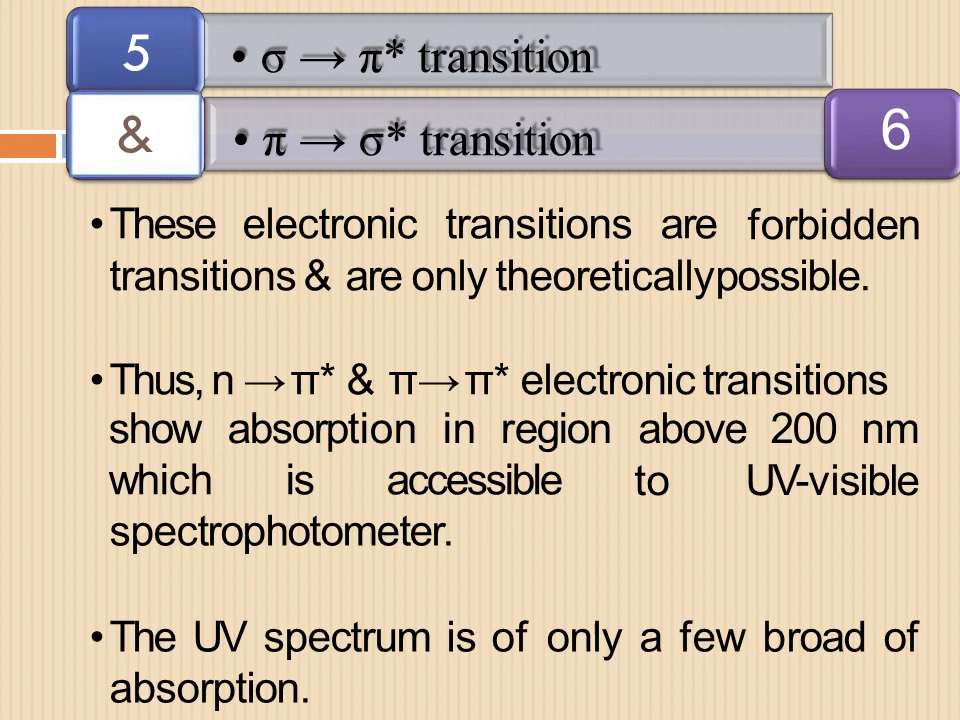 5
• σ → π* transition
&
• π → σ* transition
6
• These electronic transitions are forbidden
transitions & are only theoreticallypossible.
• Thus, n → π* & π→ π* electronic transitions
show absorption in region above 200 nm
which is accessible to UV-visible
spectrophotometer.
• The UV spectrum is of only a few broad of
absorption.